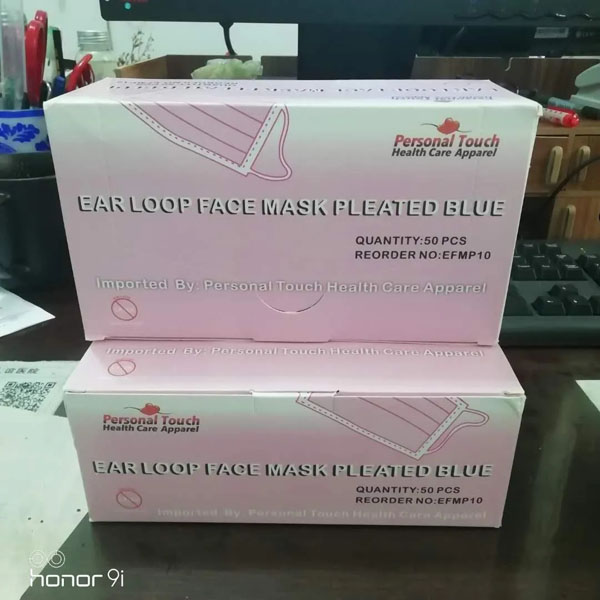 Personal Touch
Health Care Apparel
EAR LOOP FACE MASK PLEATED BLUE
QUANTITY:50 PCS
REORDER NO:EFMP10
Imported By: Personal Touch Health Care Apparel
Imported By: Personal Touch Health Care Apparel
Personal Touch
Health Care Apparel
EAR LOOP FACE MASK PLEATED BLUE
QUANTITY:50 PCS
REORDER NO:EFMP10
Imported By: Personal Touch Health Care Apparel
honor 9i